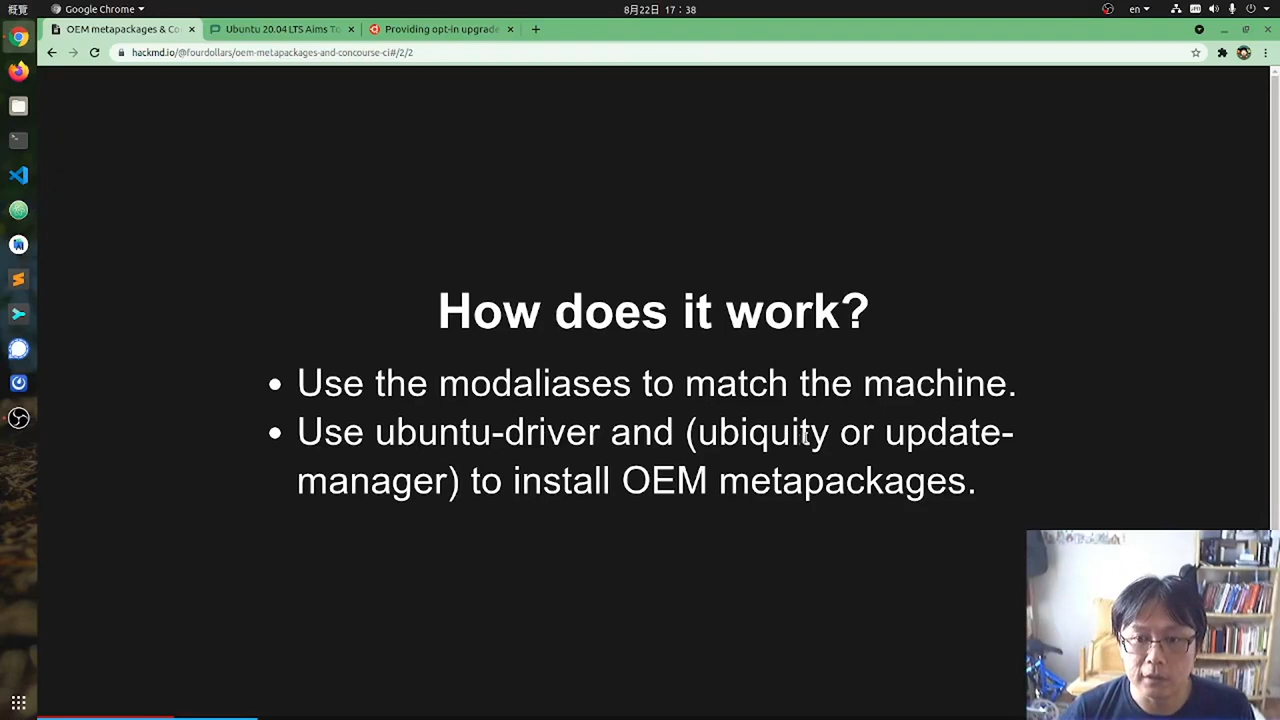 概覽
Google Chrome
8月22日 17：38
en
OEM metapackages & Co
Ubuntu 20.04 LTS Aims To
Providing opt-in upgrade
hackmd.io/@fourdollars/oem-metapackages-and-concourse-ci#/2/2
How does it work?
Use the modaliases to match the machine.
Use ubuntu-driver and (ubiquity or update-
manager) to install OEM metapackages.